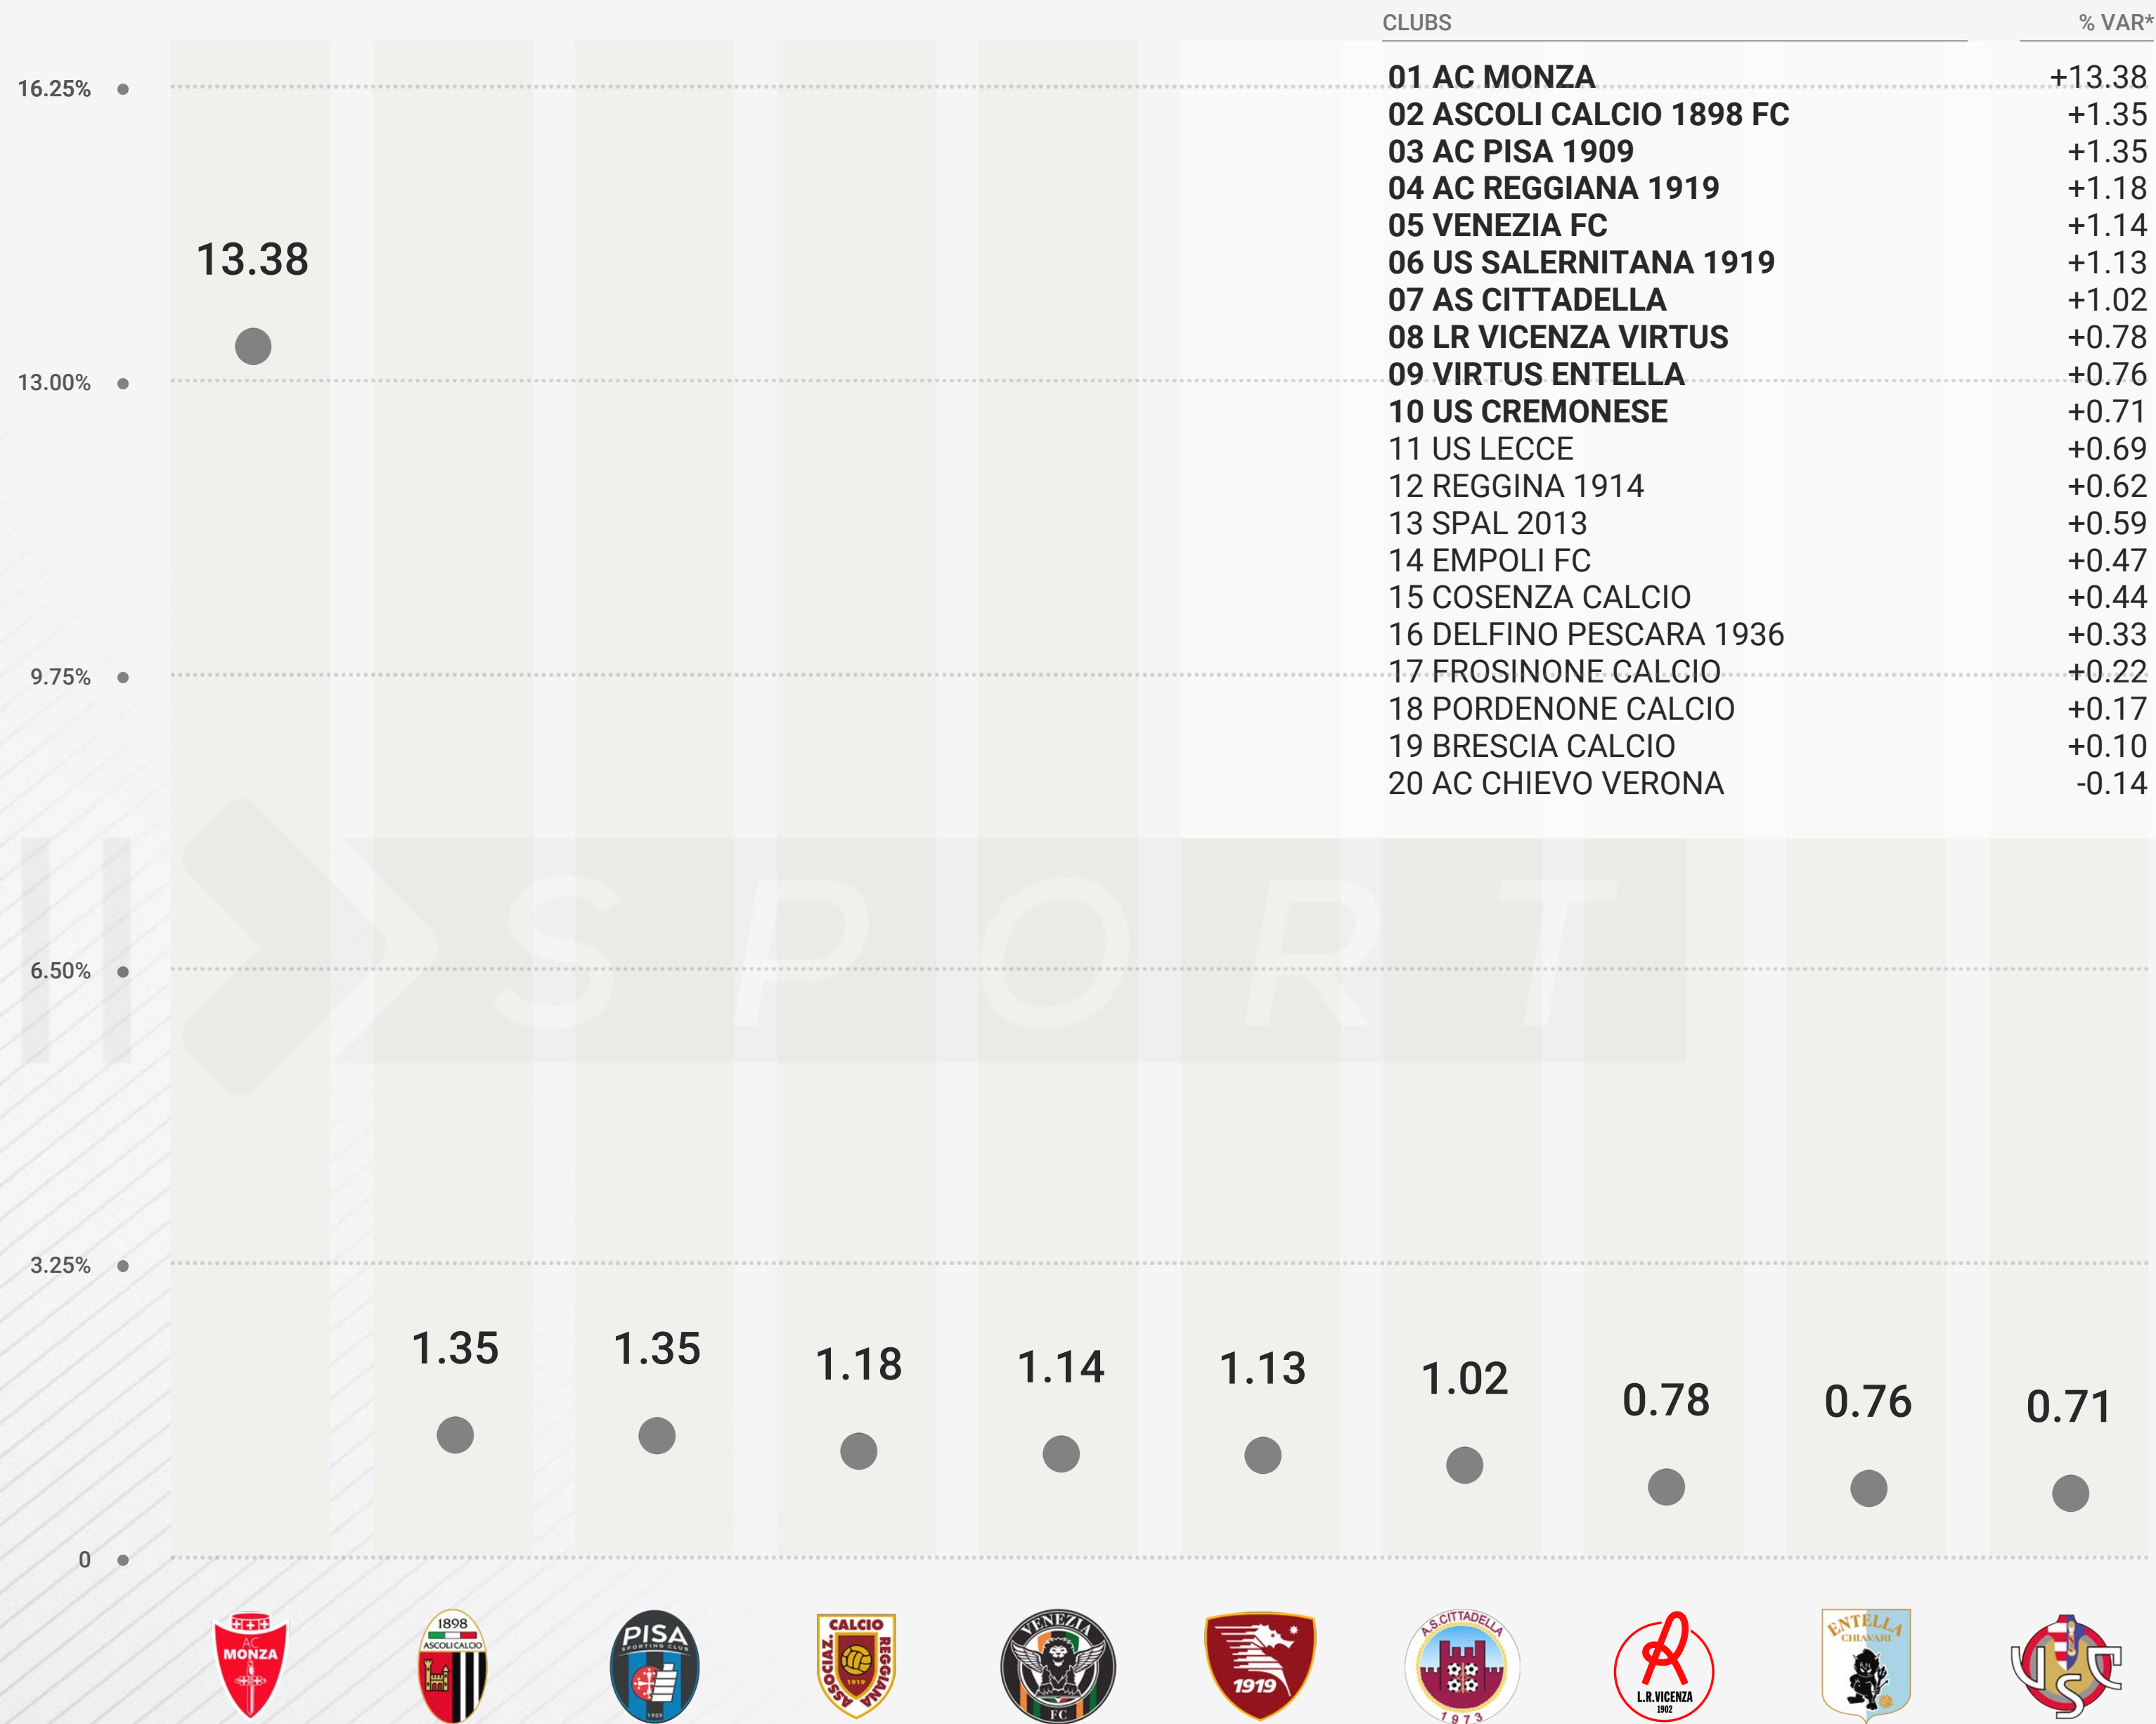 CLUBS % VAR*
01 AC MONZA +13.38
02 ASCOLI CALCIO 1898 FC +1.35
03 AC PISA 1909 +1.35
04 AC REGGIANA 1919 +1.18
05 VENEZIA FC +1.14
06 US SALERNITANA 1919 +1.13
07 AS CITTADELLA +1.02
08 LR VICENZA VIRTUS +0.78
09 VIRTUS ENTELLA +0.76
10 US CREMONESE +0.71
11 US LECCE +0.69
12 REGGINA 1914 +0.62
13 SPAL 2013 +0.59
14 EMPOLI FC +0.47
15 COSENZA CALCIO +0.44
16 DELFINO PESCARA 1936 +0.33
17 FROSINONE CALCIO +0.22
18 PORDENONE CALCIO +0.17
19 BRESCIA CALCIO +0.10
20 AC CHIEVO VERONA -0.14
16.25%
13.00%
9.75%
6.50%
3.25%
0
SPORT
13.38
1.35
1.35
1.18
1.14
1.13
1.02
0.78
0.76
0.71
AC
MONZA
1898
ASCOLI CALCIO
PISA
SPORTING CLUB
1909
ASSOCIAZ.
CALCIO
REGGIANA
1919
VENEZIA
FC
1919
A.S.CITTADELLA
1973
L.R.VICENZA
1902
ENTELLA
CHIAVARI
USC